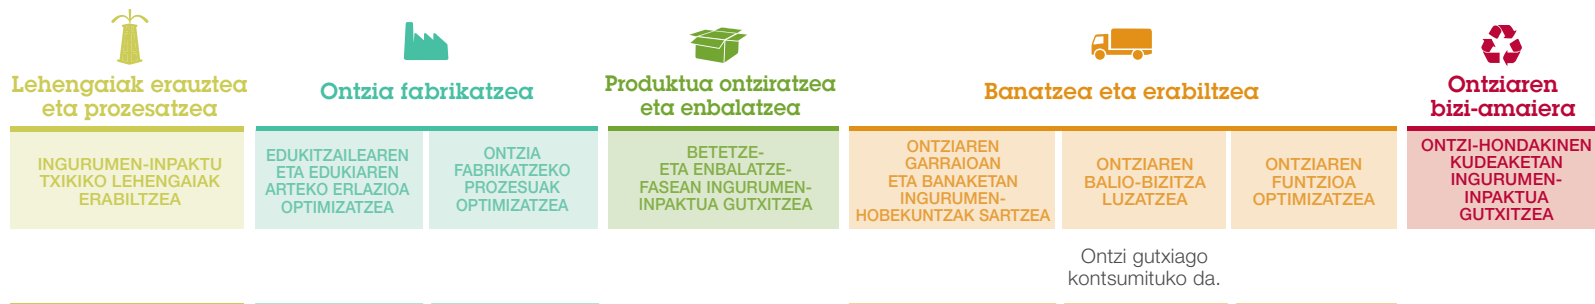 Lehengaiak erauztea
eta prozesatzea
Ontzia fabrikatzea
Produktua ontziratzea
eta enbalatzea
Banatzea eta erabiltzea
Ontziaren
bizi-amaiera
INGURUMEN-INPAKTU
TXIKIKO LEHENGAIAK
ERABILTZEA
EDUKITZAILEAREN
ETA EDUKIAREN
ARTEKO ERLAZIOA
OPTIMIZATZEA
ONTZIA
FABRIKATZEKO
PROZESUAK
OPTIMIZATZEA
BETETZE-
ETA ENBALATZE-
FASEAN INGURUMEN-
INPAKTUA GUTXITZEA
ONTZIAREN
GARRAIOAN
ETA BANAKETAN
INGURUMEN-
HOBEKUNTZAK SARTZEA
ONTZIAREN
BALIO-BIZITZA
LUZATZEA
ONTZIAREN
FUNTZIOA
OPTIMIZATZEA
ONTZI-HONDAKINEN
KUDEAKETAN
INGURUMEN-
INPAKTUA
GUTXITZEA
Ontzi gutxiago
kontsumituko da.